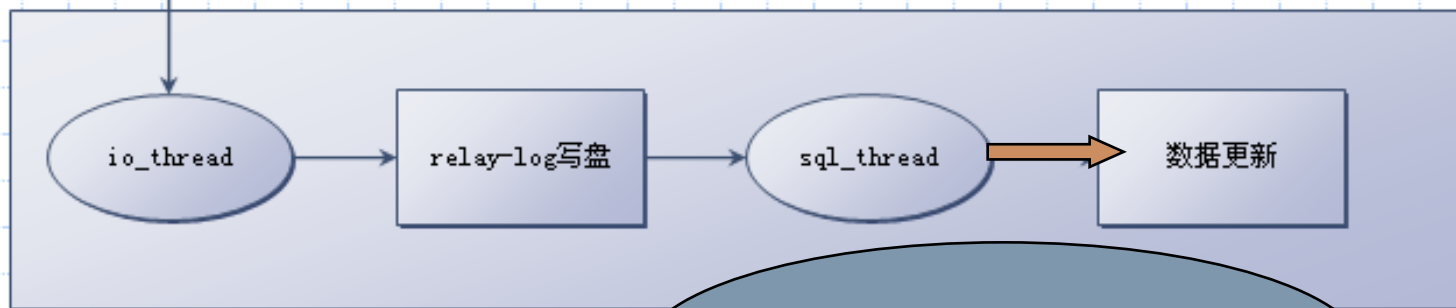 io_thread
relay-log写盘
sql_thread
数据更新